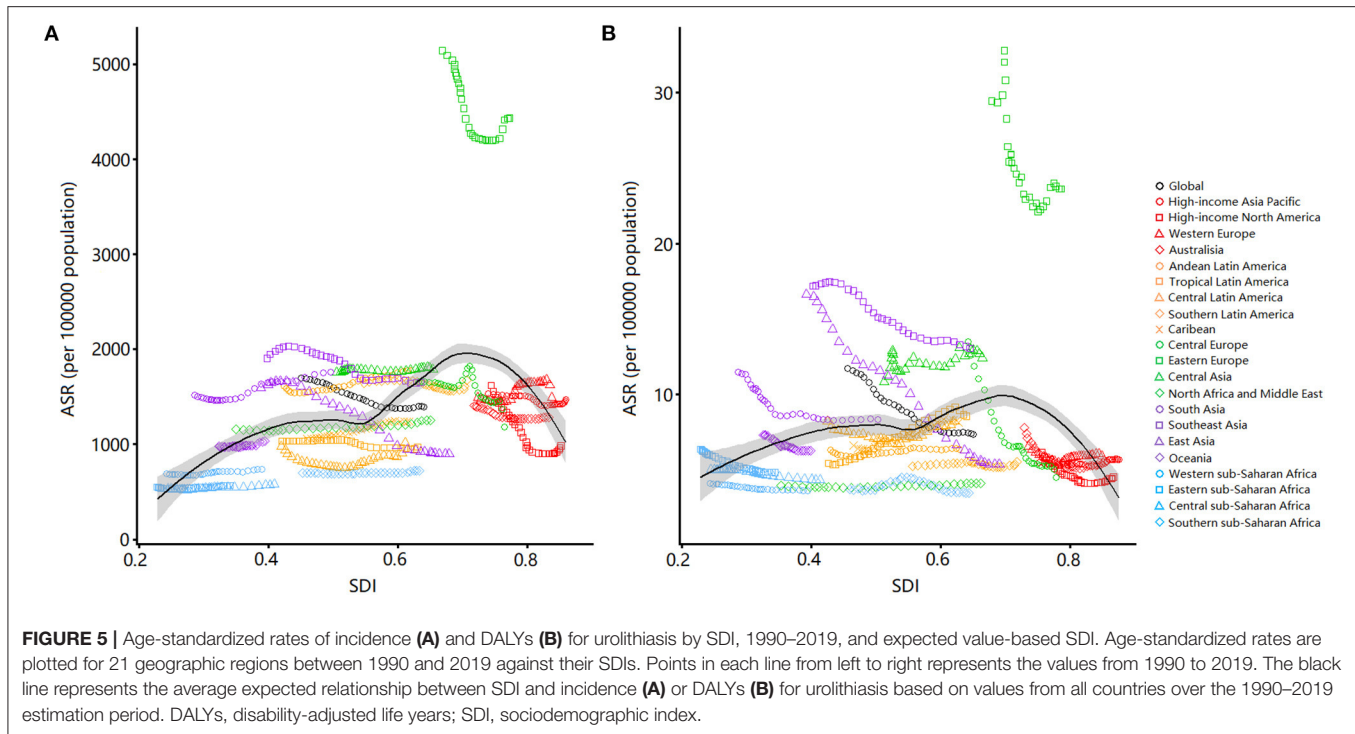 A
B
5000
4000
3000
2000
1000
0
ASR (per 100000 population)
0.2
0.4
0.6
0.8
SDI
30
20
10
ASR (per 100000 population)
0.2
0.4
0.6
0.8
SDI
Global
High-income Asia Pacific
High-income North America
Western Europe
Australisia
Andean Latin America
Tropical Latin America
Central Latin America
Southern Latin America
Caribean
Central Europe
Eastern Europe
Central Asia
North Africa and Middle East
South Asia
Southeast Asia
East Asia
Oceania
Western sub-Saharan Africa
Eastern sub-Saharan Africa
Central sub-Saharan Africa
Southern sub-Saharan Africa
FIGURE 5 | Age-standardized rates of incidence (A) and DALYs (B) for urolithiasis by SDI, 1990–2019, and expected value-based SDI. Age-standardized rates are
plotted for 21 geographic regions between 1990 and 2019 against their SDIs. Points in each line from left to right represents the values from 1990 to 2019. The black
line represents the average expected relationship between SDI and incidence (A) or DALYs (B) for urolithiasis based on values from all countries over the 1990–2019
estimation period. DALYs, disability-adjusted life years; SDI, sociodemographic index.